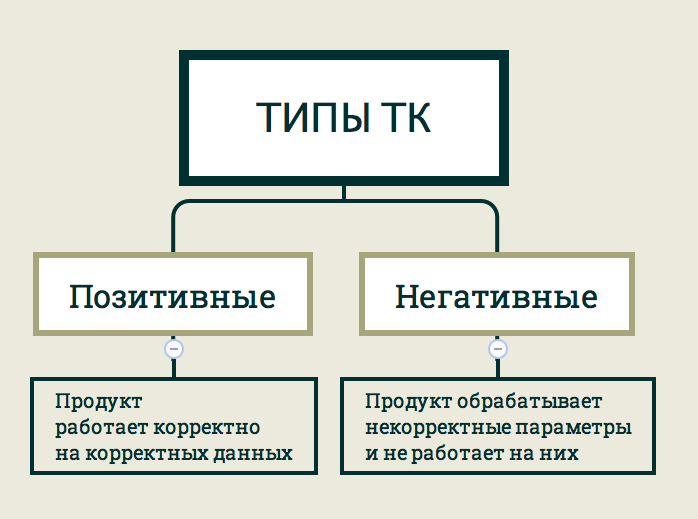 ТИПЫ ТК
Позитивные
Негативные
Продукт
работает корректно
на корректных данных
Продукт обрабатывает
некорректные параметры
и не работает на них